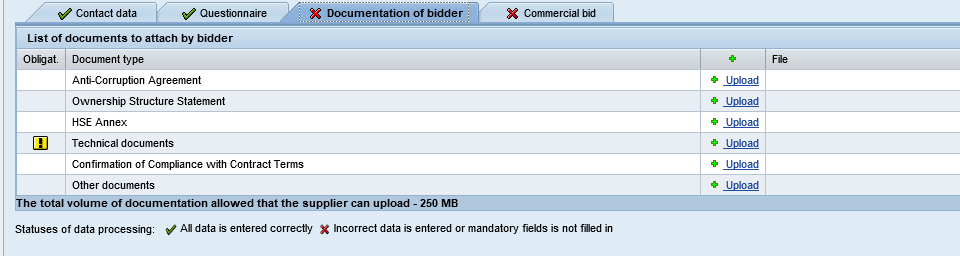 Contact data Questionnaire Documentation of bidder Commercial bid
List of documents to attach by bidder
Obligat. Document type File
Anti-Corruption Agreement Upload
Ownership Structure Statement Upload
HSE Annex Upload
Technical documents Upload
Confirmation of Compliance with Contract Terms Upload
Other documents Upload
The total volume of documentation allowed that the supplier can upload - 250 MB
Statuses of data processing: All data is entered correctly Incorrect data is entered or mandatory fields is not filled in